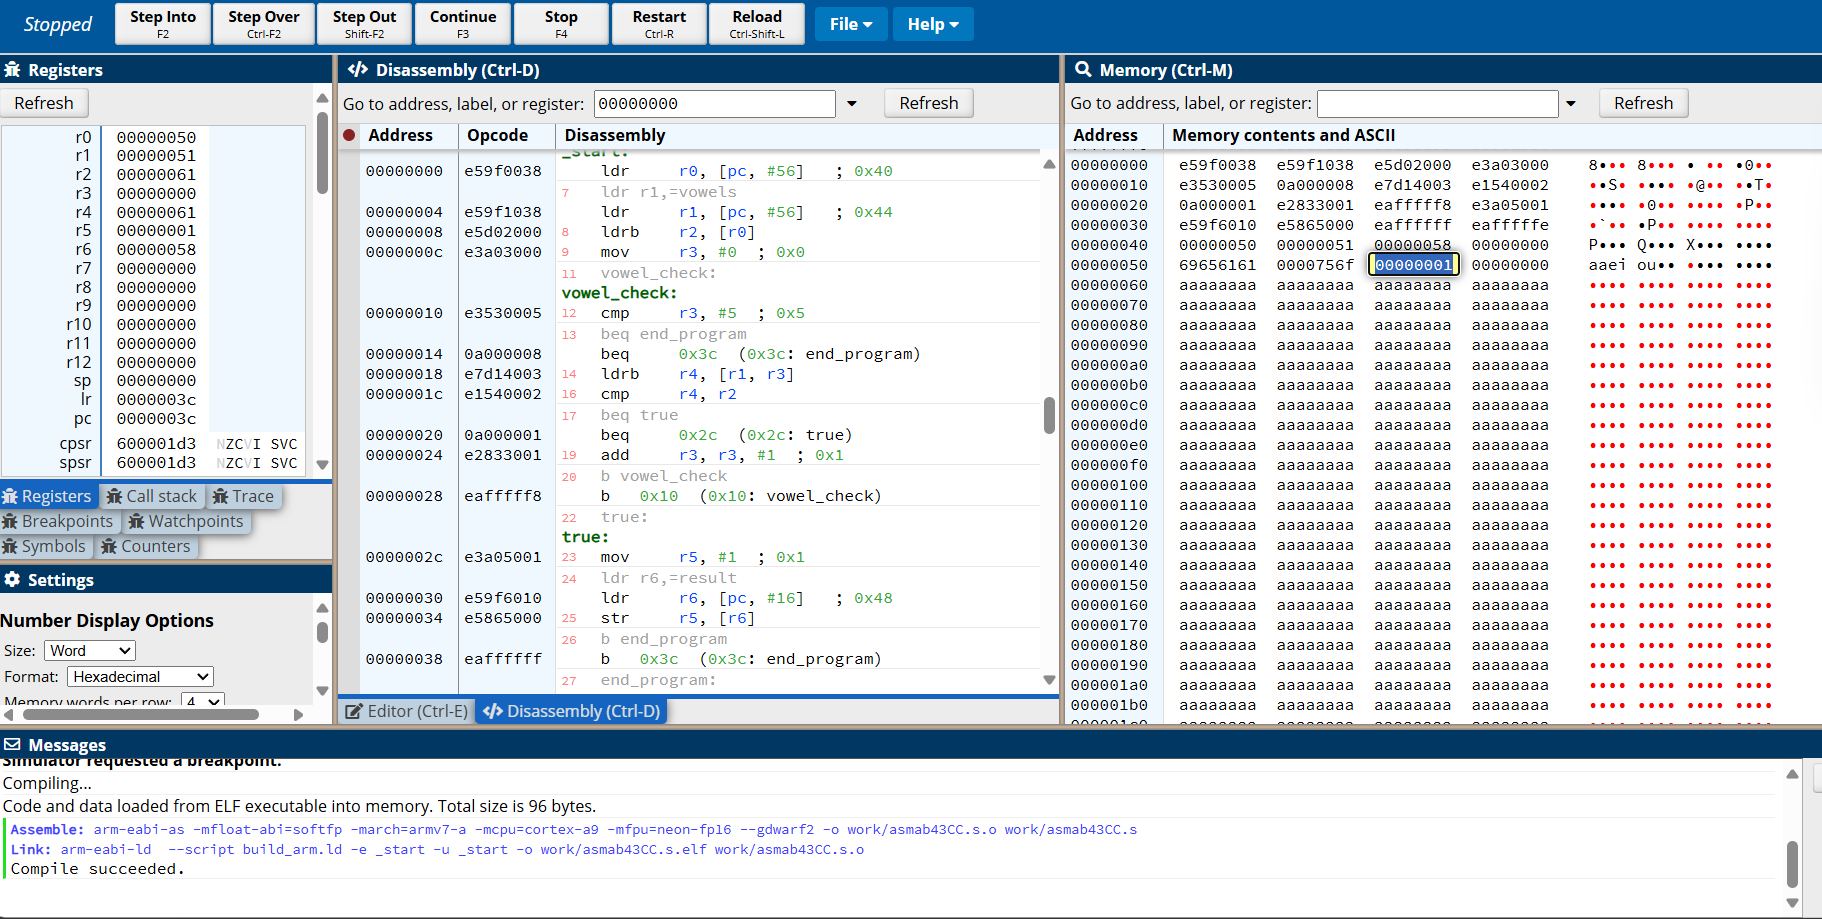 Stopped
Step Into
F2
Step Over
Ctrl-F2
Step Out
Shift-F2
Continue
F3
Stop
F4
Restart
Ctrl-R
Reload
Ctrl-Shift-L
File
Help
Registers
Refresh
r0 00000050
r1 00000051
r2 00000061
r3 00000000
r4 00000061
r5 00000001
r6 00000058
r7 00000000
r8 00000000
r9 00000000
r10 00000000
r11 00000000
r12 00000000
sp 00000000
lr 0000003c
pc 0000003c
cpsr 600001d3 NZCVI SVC
spsr 600001d3 NZCVI SVC
Registers Call stack Trace
Breakpoints Watchpoints
Symbols Counters
Settings
Number Display Options
Size: Word
Format: Hexadecimal
Memory words per row: 4
Disassembly (Ctrl-D)
Go to address, label, or register: 00000000 Refresh
Address Opcode Disassembly
_start:
00000000 e59f0038 ldr r0, [pc, #56] ; 0x40
7 ldr r1,=vowels
00000004 e59f1038 ldr r1, [pc, #56] ; 0x44
00000008 e5d02000 8 ldrb r2, [r0]
0000000c e3a03000 9 mov r3, #0 ; 0x0
11 vowel_check:
vowel_check:
00000010 e3530005 12 cmp r3, #5 ; 0x5
13 beq end_program
00000014 0a000008 beq 0x3c (0x3c: end_program)
00000018 e7d14003 14 ldrb r4, [r1, r3]
0000001c e1540002 16 cmp r4, r2
17 beq true
00000020 0a000001 beq 0x2c (0x2c: true)
00000024 e2833001 19 add r3, r3, #1 ; 0x1
20 b vowel_check
00000028 eafffff8 b 0x10 (0x10: vowel_check)
22 true:
true:
0000002c e3a05001 23 mov r5, #1 ; 0x1
24 ldr r6,=result
00000030 e59f6010 ldr r6, [pc, #16] ; 0x48
00000034 e5865000 25 str r5, [r6]
26 b end_program
00000038 eaffffff b 0x3c (0x3c: end_program)
27 end_program:
Editor (Ctrl-E) Disassembly (Ctrl-D)
Memory (Ctrl-M)
Go to address, label, or register: Refresh
Address Memory contents and ASCII
00000000 e59f0038 e59f1038 e5d02000 e3a03000 8••• 8••• • •• •0••
00000010 e3530005 0a000008 e7d14003 e1540002 ••S• •••• •@•• ••T•
00000020 0a000001 e2833001 eafffff8 e3a05001 •••• •0•• •••• •P••
00000030 e59f6010 e5865000 eaffffff eafffffe •`•• •P•• •••• ••••
00000040 00000050 00000051 00000058 00000000 P••• Q••• X••• ••••
00000050 69656161 0000756f 00000001 00000000 aaei ou•• •••• ••••
00000060 aaaaaaaa aaaaaaaa aaaaaaaa aaaaaaaa •••• •••• •••• ••••
00000070 aaaaaaaa aaaaaaaa aaaaaaaa aaaaaaaa •••• •••• •••• ••••
00000080 aaaaaaaa aaaaaaaa aaaaaaaa aaaaaaaa •••• •••• •••• ••••
00000090 aaaaaaaa aaaaaaaa aaaaaaaa aaaaaaaa •••• •••• •••• ••••
000000a0 aaaaaaaa aaaaaaaa aaaaaaaa aaaaaaaa •••• •••• •••• ••••
000000b0 aaaaaaaa aaaaaaaa aaaaaaaa aaaaaaaa •••• •••• •••• ••••
000000c0 aaaaaaaa aaaaaaaa aaaaaaaa aaaaaaaa •••• •••• •••• ••••
000000d0 aaaaaaaa aaaaaaaa aaaaaaaa aaaaaaaa •••• •••• •••• ••••
000000e0 aaaaaaaa aaaaaaaa aaaaaaaa aaaaaaaa •••• •••• •••• ••••
000000f0 aaaaaaaa aaaaaaaa aaaaaaaa aaaaaaaa •••• •••• •••• ••••
00000100 aaaaaaaa aaaaaaaa aaaaaaaa aaaaaaaa •••• •••• •••• ••••
00000110 aaaaaaaa aaaaaaaa aaaaaaaa aaaaaaaa •••• •••• •••• ••••
00000120 aaaaaaaa aaaaaaaa aaaaaaaa aaaaaaaa •••• •••• •••• ••••
00000130 aaaaaaaa aaaaaaaa aaaaaaaa aaaaaaaa •••• •••• •••• ••••
00000140 aaaaaaaa aaaaaaaa aaaaaaaa aaaaaaaa •••• •••• •••• ••••
00000150 aaaaaaaa aaaaaaaa aaaaaaaa aaaaaaaa •••• •••• •••• ••••
00000160 aaaaaaaa aaaaaaaa aaaaaaaa aaaaaaaa •••• •••• •••• ••••
00000170 aaaaaaaa aaaaaaaa aaaaaaaa aaaaaaaa •••• •••• •••• ••••
00000180 aaaaaaaa aaaaaaaa aaaaaaaa aaaaaaaa •••• •••• •••• ••••
00000190 aaaaaaaa aaaaaaaa aaaaaaaa aaaaaaaa •••• •••• •••• ••••
000001a0 aaaaaaaa aaaaaaaa aaaaaaaa aaaaaaaa •••• •••• •••• ••••
000001b0 aaaaaaaa aaaaaaaa aaaaaaaa aaaaaaaa •••• •••• •••• ••••
Messages
Simulator requested a breakpoint.
Compiling...
Code and data loaded from ELF executable into memory. Total size is 96 bytes.
Assemble: arm-eabi-as -mfloat-abi=softfp -march=armv7-a -mcpu=cortex-a9 -mfpu=neon-fp16 --gdwarf2 -o work/asmab43CC.s.o work/asmab43CC.s
Link: arm-eabi-ld --script build_arm.ld -e _start -u _start -o work/asmab43CC.s.elf work/asmab43CC.s.o
Compile succeeded.